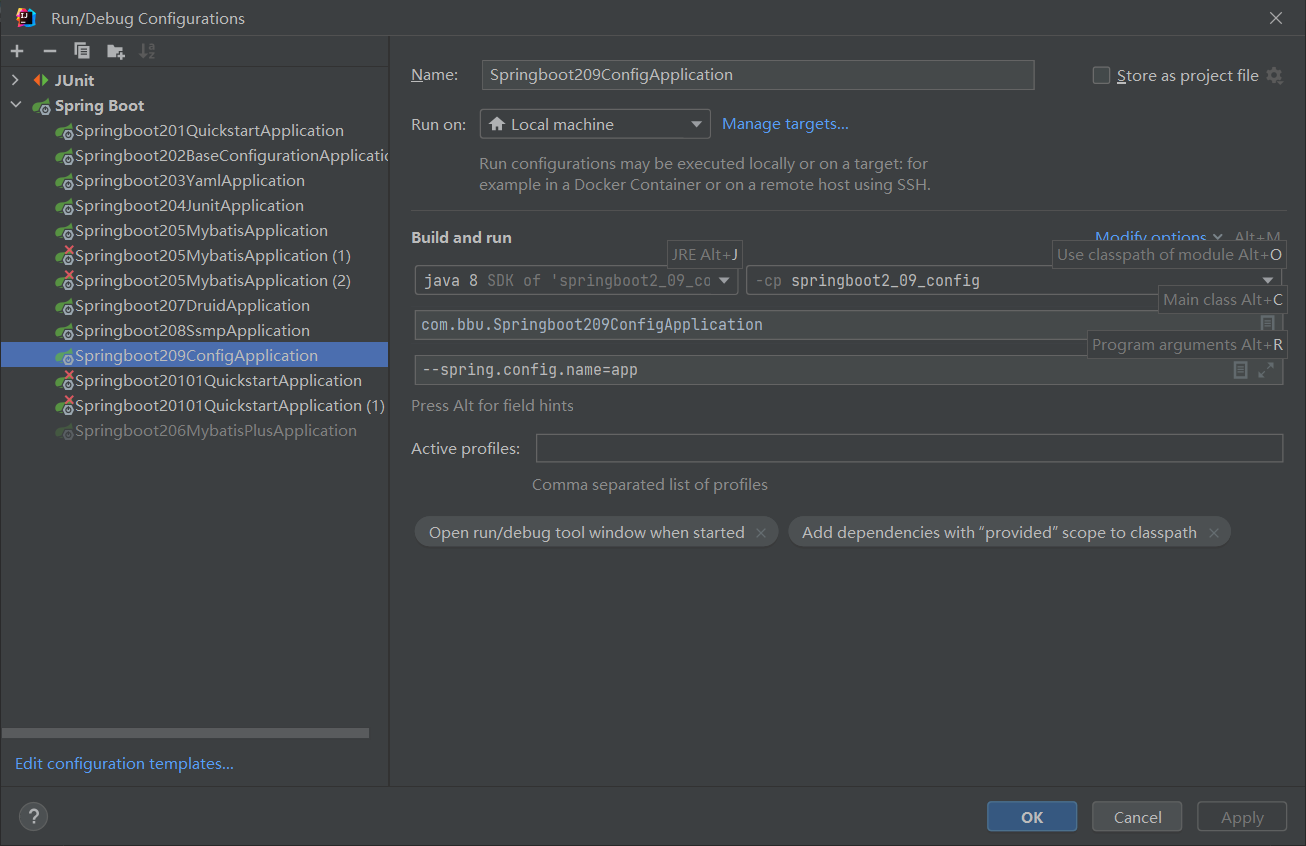 Run/Debug Configurations
JUnit
Spring Boot
Springboot201QuickstartApplication
Springboot202BaseConfigurationApplicatio
Springboot203YamlApplication
Springboot204JunitApplication
Springboot205MybatisApplication
Springboot205MybatisApplication (1)
Springboot205MybatisApplication (2)
Springboot207DruidApplication
Springboot208SsmpApplication
Springboot209ConfigApplication
Springboot20101QuickstartApplication
Springboot20101QuickstartApplication (1)
Springboot206MybatisPlusApplication
Edit configuration templates...
Name: Springboot209ConfigApplication Store as project file
Run on: Local machine Manage targets...
Run configurations may be executed locally or on a target: for
example in a Docker Container or on a remote host using SSH.
Build and run Modify options Alt+M
JRE Alt+J Use classpath of module Alt+O
java 8 SDK of 'springboot2_09_co -cp springboot2_09_config
Main class Alt+C
com.bbu.Springboot209ConfigApplication
Program arguments Alt+R
--spring.config.name=app
Press Alt for field hints
Active profiles:
Comma separated list of profiles
Open run/debug tool window when started Add dependencies with “provided” scope to classpath
? OK Cancel Apply